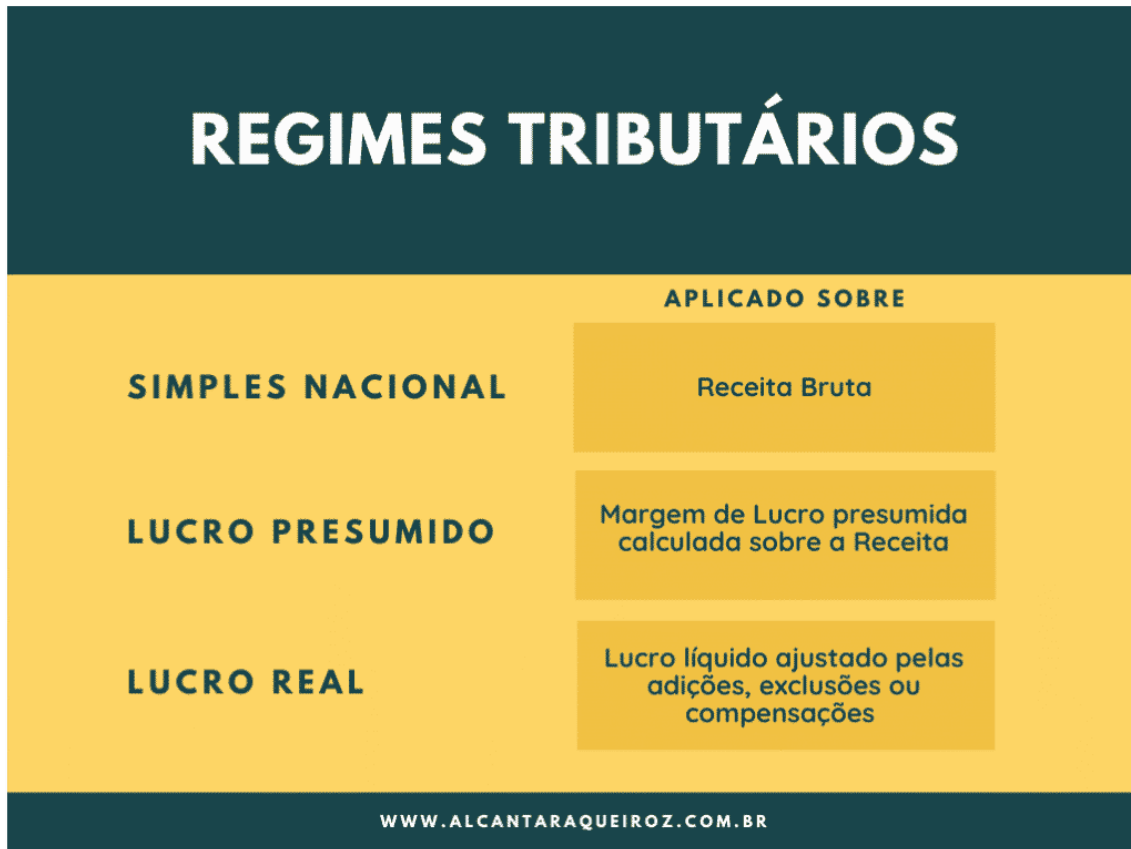 REGIMES TRIBUTÁRIOS
APLICADO SOBRE
SIMPLES NACIONAL
Receita Bruta
LUCRO PRESUMIDO
Margem de Lucro presumida
calculada sobre a Receita
LUCRO REAL
Lucro líquido ajustado pelas
adições, exclusões ou
compensações
WWW.ALCANTARAQUEIROZ.COM.BR